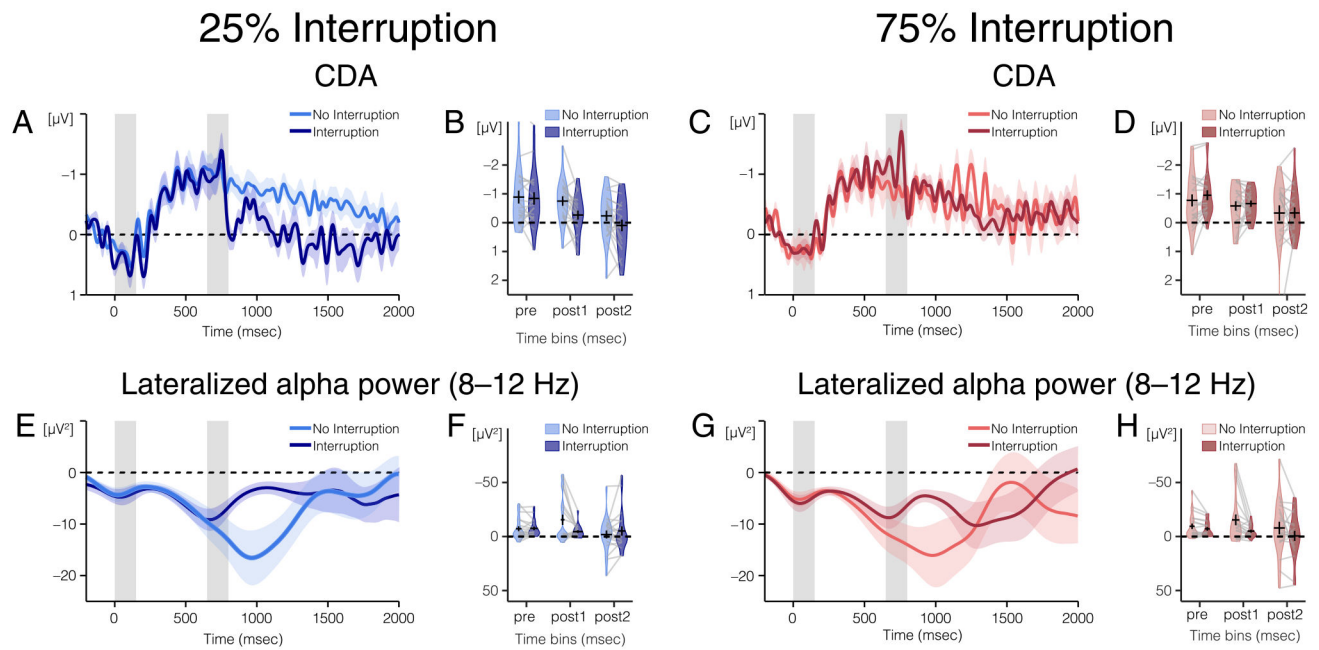 25% Interruption
75% Interruption
CDA
CDA
A
[µV]
No Interruption
Interruption
−1
0
1
0
500
1000
1500
2000
Time (msec)
B
[µV]
No Interruption
Interruption
−2
−1
0
1
2
pre
post1
post2
Time bins (msec)
C
[µV]
No Interruption
Interruption
−1
0
1
0
500
1000
1500
2000
Time (msec)
D
[µV]
No Interruption
Interruption
−2
−1
0
1
2
pre
post1
post2
Time bins (msec)
Lateralized alpha power (8–12 Hz)
Lateralized alpha power (8–12 Hz)
E
[µV²]
No Interruption
Interruption
0
−10
−20
0
500
1000
1500
2000
Time (msec)
F
[µV²]
No Interruption
Interruption
−50
0
50
pre
post1
post2
Time bins (msec)
G
[µV²]
No Interruption
Interruption
0
−10
−20
0
500
1000
1500
2000
Time (msec)
H
[µV²]
No Interruption
Interruption
−50
0
50
pre
post1
post2
Time bins (msec)